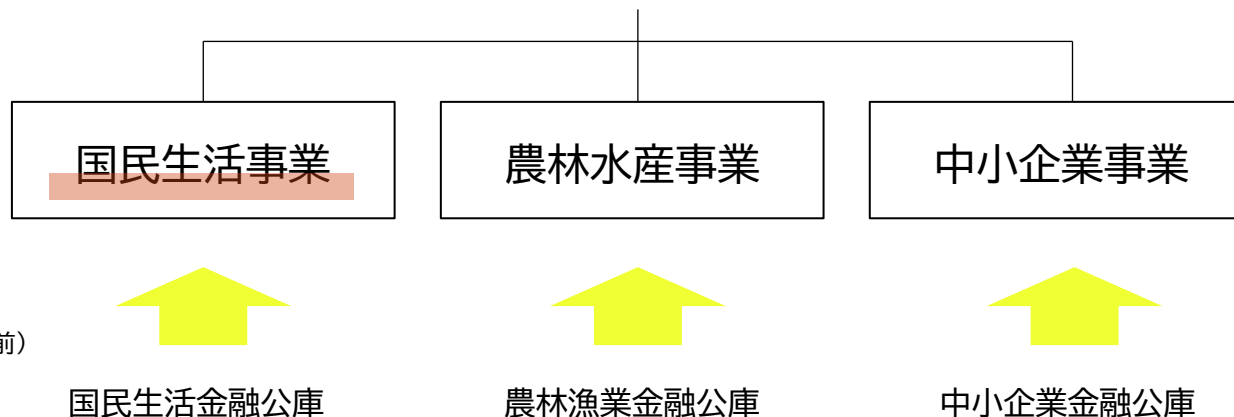 国民生活事業
農林水産事業
中小企業事業
前）
国民生活金融公庫
農林漁業金融公庫
中小企業金融公庫